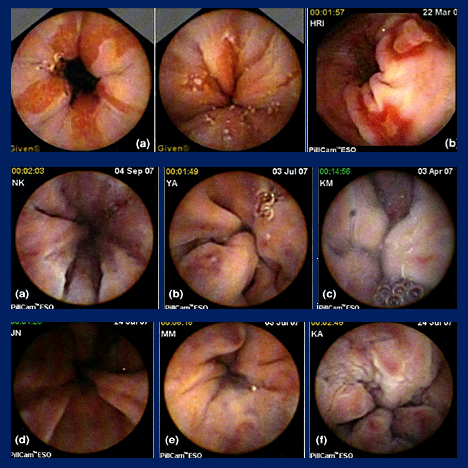 (a)
Given®
Given®
00:01:57 22 Mar 0
HRI
(b)
PillCam™ESO
00:02:03 04 Sep 07
NK
(a)
PillCam™ESO
00:01:49 03 Jul 07
YA
(b)
PillCam™ESO
00:14:56 03 Apr 07
KM
(c)
PillCam™ESO
24 Jul 07
JN
(d)
PillCam™ESO
03 Jul 07
MM
(e)
PillCam™ESO
24 Jul 07
KA
(f)
PillCam™ESO